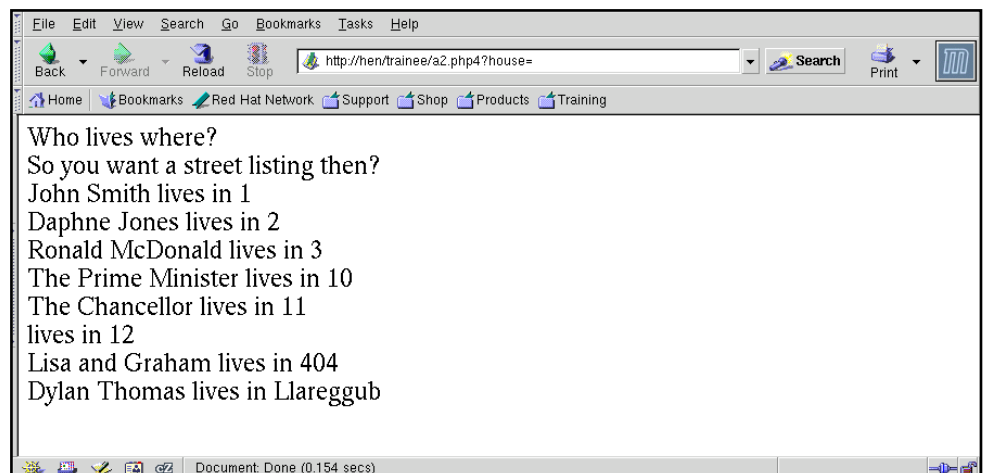 File Edit View Search Go Bookmarks Tasks Help
Back Forward Reload Stop http://hen/trainee/a2.php4?house= Search Print
Home Bookmarks Red Hat Network Support Shop Products Training
Who lives where?
So you want a street listing then?
John Smith lives in 1
Daphne Jones lives in 2
Ronald McDonald lives in 3
The Prime Minister lives in 10
The Chancellor lives in 11
lives in 12
Lisa and Graham lives in 404
Dylan Thomas lives in Llareggub
Document: Done (0.154 secs)